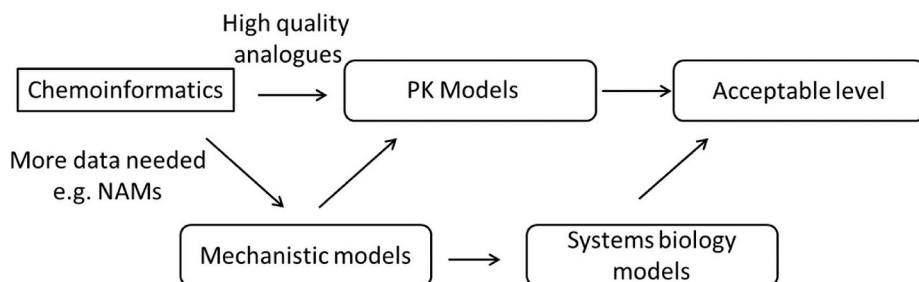 High quality
analogues
Chemoinformatics
PK Models
Acceptable level
More data needed
e.g. NAMs
Mechanistic models
Systems biology
models